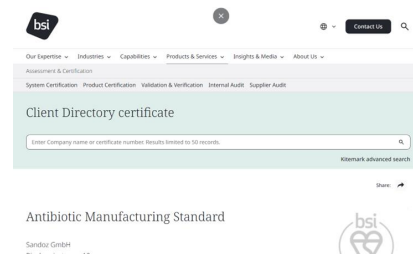 bsi
Contact Us
Our Expertise Industries Capabilities Products & Services Insights & Media About Us
Assessment & Certification
System Certification Product Certification Validation & Verification Internal Audit Supplier Audit
Client Directory certificate
Enter Company name or certificate number. Results limited to 50 records.
Kitemark advanced search
Share:
Antibiotic Manufacturing Standard
bsi.
Sandoz GmbH